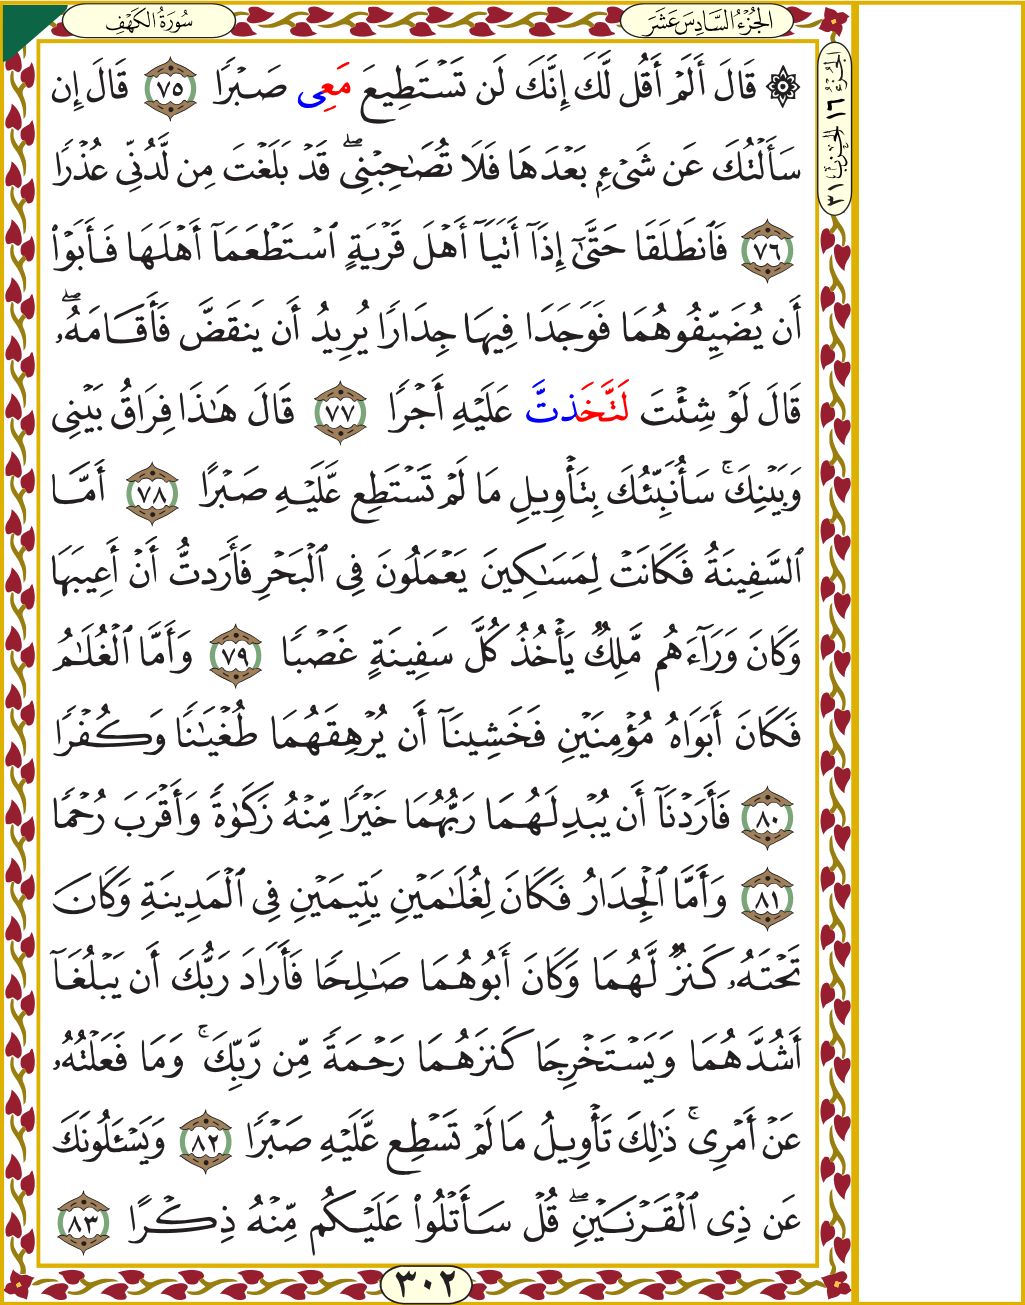 سُورَةُ الكَهۡفِ
الجُزۡءُ السَّادِسَ عَشَرَ
الجُزۡءُ ١٦ الحِزۡبُ ٣١
۞ قَالَ أَلَمۡ أَقُل لَّكَ إِنَّكَ لَن تَسۡتَطِيعَ مَعِي صَبۡرٗا ٧٥ قَالَ إِن
سَأَلۡتُكَ عَن شَيۡءِۭ بَعۡدَهَا فَلَا تُصَٰحِبۡنِيۖ قَدۡ بَلَغۡتَ مِن لَّدُنِّي عُذۡرٗا
٧٦ فَٱنطَلَقَا حَتَّىٰٓ إِذَآ أَتَيَآ أَهۡلَ قَرۡيَةٍ ٱسۡتَطۡعَمَآ أَهۡلَهَا فَأَبَوۡاْ
أَن يُضَيِّفُوهُمَا فَوَجَدَا فِيهَا جِدَارٗا يُرِيدُ أَن يَنقَضَّ فَأَقَامَهُۥۖ
قَالَ لَوۡ شِئۡتَ لَتَّخَذتَّ عَلَيۡهِ أَجۡرٗا ٧٧ قَالَ هَٰذَا فِرَاقُ بَيۡنِي
وَبَيۡنِكَۚ سَأُنَبِّئُكَ بِتَأۡوِيلِ مَا لَمۡ تَسۡتَطِع عَّلَيۡهِ صَبۡرًا ٧٨ أَمَّا
ٱلسَّفِينَةُ فَكَانَتۡ لِمَسَٰكِينَ يَعۡمَلُونَ فِي ٱلۡبَحۡرِ فَأَرَدتُّ أَنۡ أَعِيبَهَا
وَكَانَ وَرَآءَهُم مَّلِكٞ يَأۡخُذُ كُلَّ سَفِينَةٍ غَصۡبٗا ٧٩ وَأَمَّا ٱلۡغُلَٰمُ
فَكَانَ أَبَوَاهُ مُؤۡمِنَيۡنِ فَخَشِينَآ أَن يُرۡهِقَهُمَا طُغۡيَٰنٗا وَكُفۡرٗا
٨٠ فَأَرَدۡنَآ أَن يُبۡدِلَهُمَا رَبُّهُمَا خَيۡرٗا مِّنۡهُ زَكَوٰةٗ وَأَقۡرَبَ رُحۡمٗا
٨١ وَأَمَّا ٱلۡجِدَارُ فَكَانَ لِغُلَٰمَيۡنِ يَتِيمَيۡنِ فِي ٱلۡمَدِينَةِ وَكَانَ
تَحۡتَهُۥ كَنزٞ لَّهُمَا وَكَانَ أَبُوهُمَا صَٰلِحٗا فَأَرَادَ رَبُّكَ أَن يَبۡلُغَآ
أَشُدَّهُمَا وَيَسۡتَخۡرِجَا كَنزَهُمَا رَحۡمَةٗ مِّن رَّبِّكَۚ وَمَا فَعَلۡتُهُۥ
عَنۡ أَمۡرِيۚ ذَٰلِكَ تَأۡوِيلُ مَا لَمۡ تَسۡطِع عَّلَيۡهِ صَبۡرٗا ٨٢ وَيَسۡـَٔلُونَكَ
عَن ذِي ٱلۡقَرۡنَيۡنِۖ قُلۡ سَأَتۡلُواْ عَلَيۡكُم مِّنۡهُ ذِكۡرًا ٨٣
٣٠٢